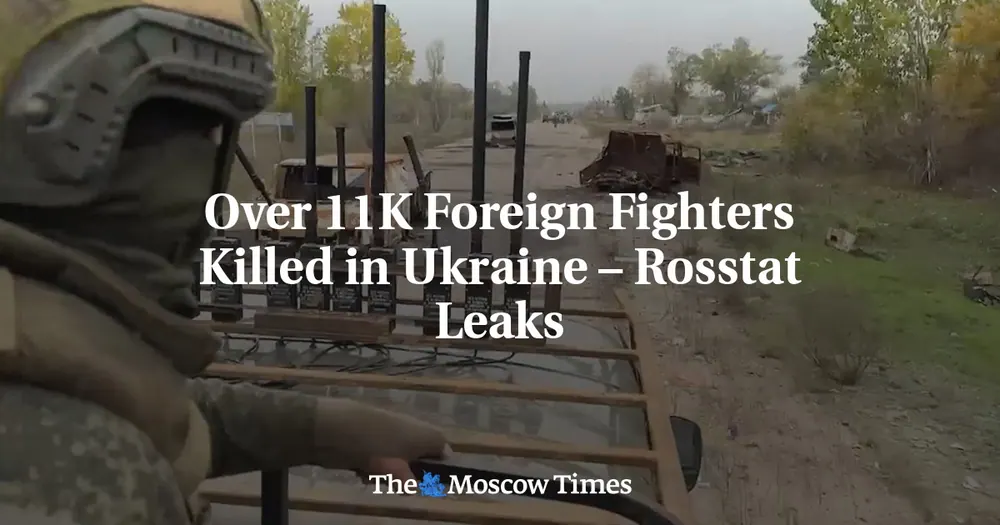 Over 11K Foreign Fighters
Killed in Ukraine – Rosstat
Leaks
The Moscow Times